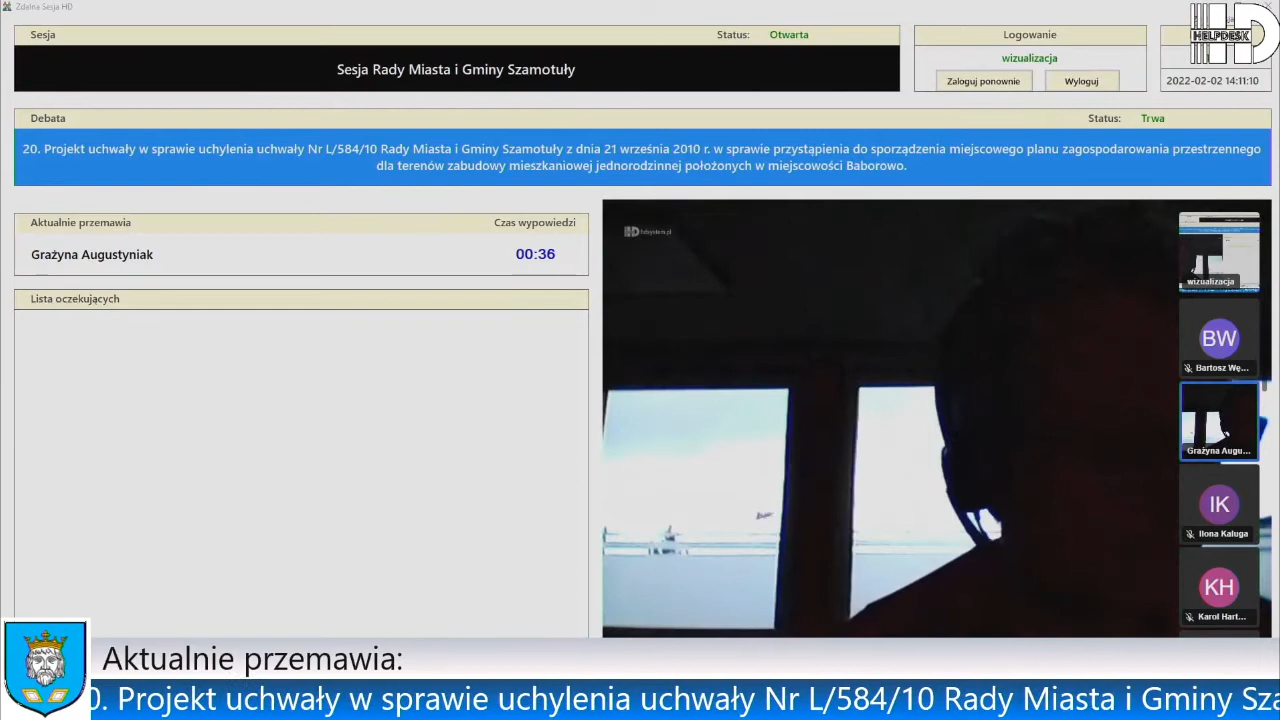 Zdalna Sesja HD
Sesja
Status: Otwarta
Sesja Rady Miasta i Gminy Szamotuły
Logowanie
wizualizacja
Zaloguj ponownie
Wyloguj
HD
HELPDESK
2022-02-02 14:11:10
Debata
Status: Trwa
20. Projekt uchwały w sprawie uchylenia uchwały Nr L/584/10 Rady Miasta i Gminy Szamotuły z dnia 21 września 2010 r. w sprawie przystąpienia do sporządzenia miejscowego planu zagospodarowania przestrzennego
dla terenów zabudowy mieszkaniowej jednorodzinnej położonych w miejscowości Baborowo.
Aktualnie przemawia
Czas wypowiedzi
Grażyna Augustyniak
00:36
Lista oczekujących
HD hdsystem.pl
wizualizacja
BW
Bartosz Wę...
Grażyna Augu...
IK
Ilona Kaluga
KH
Karol Hart...
Aktualnie przemawia:
0. Projekt uchwały w sprawie uchylenia uchwały Nr L/584/10 Rady Miasta i Gminy Sza